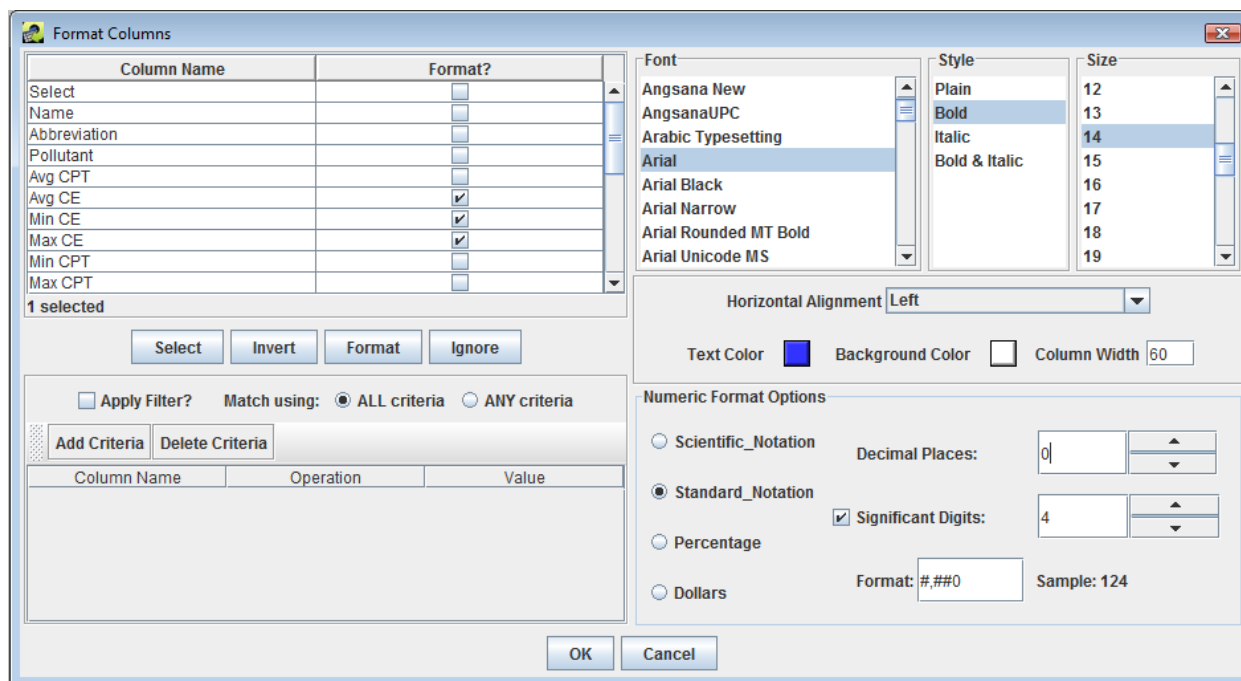 Format Columns
Column Name Format?
Select
Name
Abbreviation
Pollutant
Avg CPT
Avg CE
Min CE
Max CE
Min CPT
Max CPT
1 selected
Select Invert Format Ignore
Apply Filter? Match using: ALL criteria ANY criteria
Add Criteria Delete Criteria
Column Name Operation Value
Font
Angsana New
AngsanaUPC
Arabic Typesetting
Arial
Arial Black
Arial Narrow
Arial Rounded MT Bold
Arial Unicode MS
Style
Plain
Bold
Italic
Bold & Italic
Size
12
13
14
15
16
17
18
19
Horizontal Alignment Left
Text Color Background Color Column Width 60
Numeric Format Options
Scientific_Notation
Standard_Notation
Percentage
Dollars
Decimal Places: 0
Significant Digits: 4
Format: #,##0 Sample: 124
OK Cancel